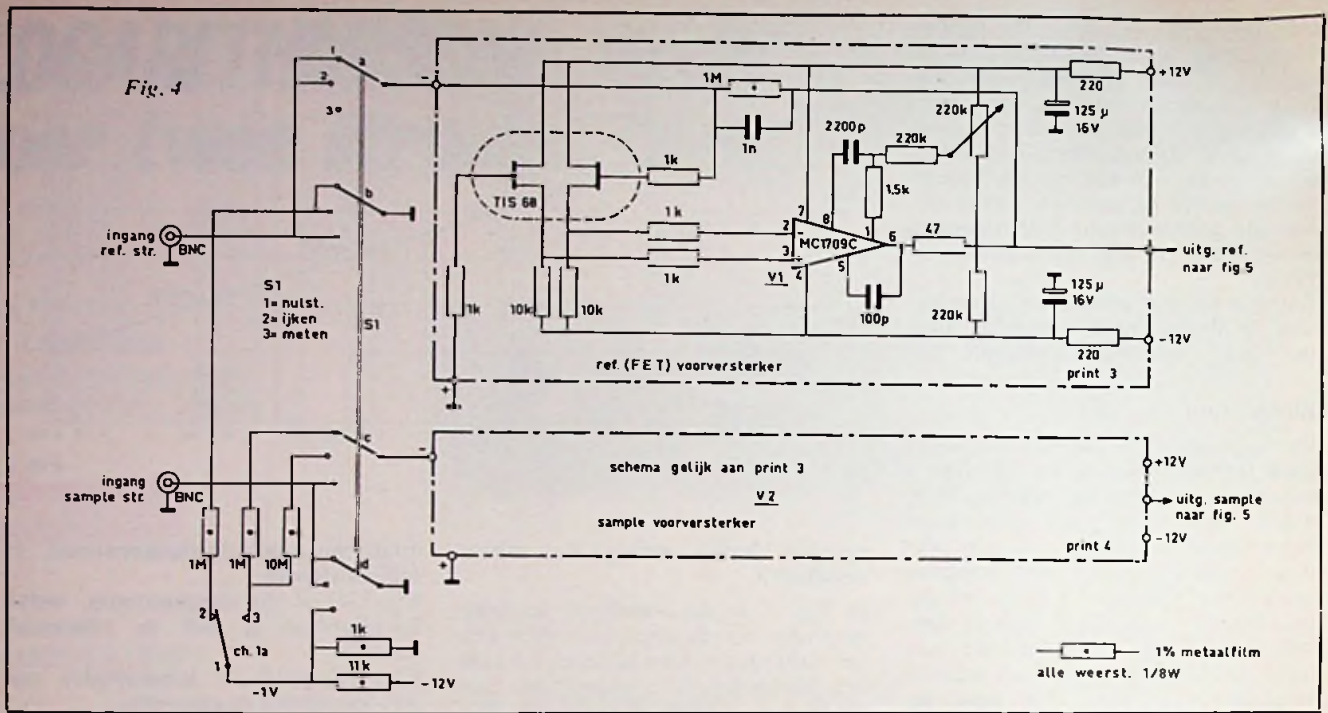 Fig. 4
1
a
2
3
b
ingang
ref. str.
BNC
S1
1= nulst.
2= ijken
3= meten
S1
-
1M
1n
1k
TIS 68
1k
1k
1k
10k
10k
2200p
220k
1.5k
220k
7
8
1
2
-
MC1709C
3
+
6
4
5
V1
47
100p
220k
220
+12V
125 µ
16V
uitg. ref.
naar fig.5
125 µ
16V
220
-12V
+
ref. (FET) voorversterker
print 3
c
-
ingang
sample str.
BNC
1M
1M
10M
d
2
3
ch. 1a
1
-1V
1k
11k
-12V
schema gelijk aan print 3
V2
sample voorversterker
print 4
+
+12V
uitg. sample
naar fig. 5
-12V
1% metaalfilm
alle weerst. 1/8W